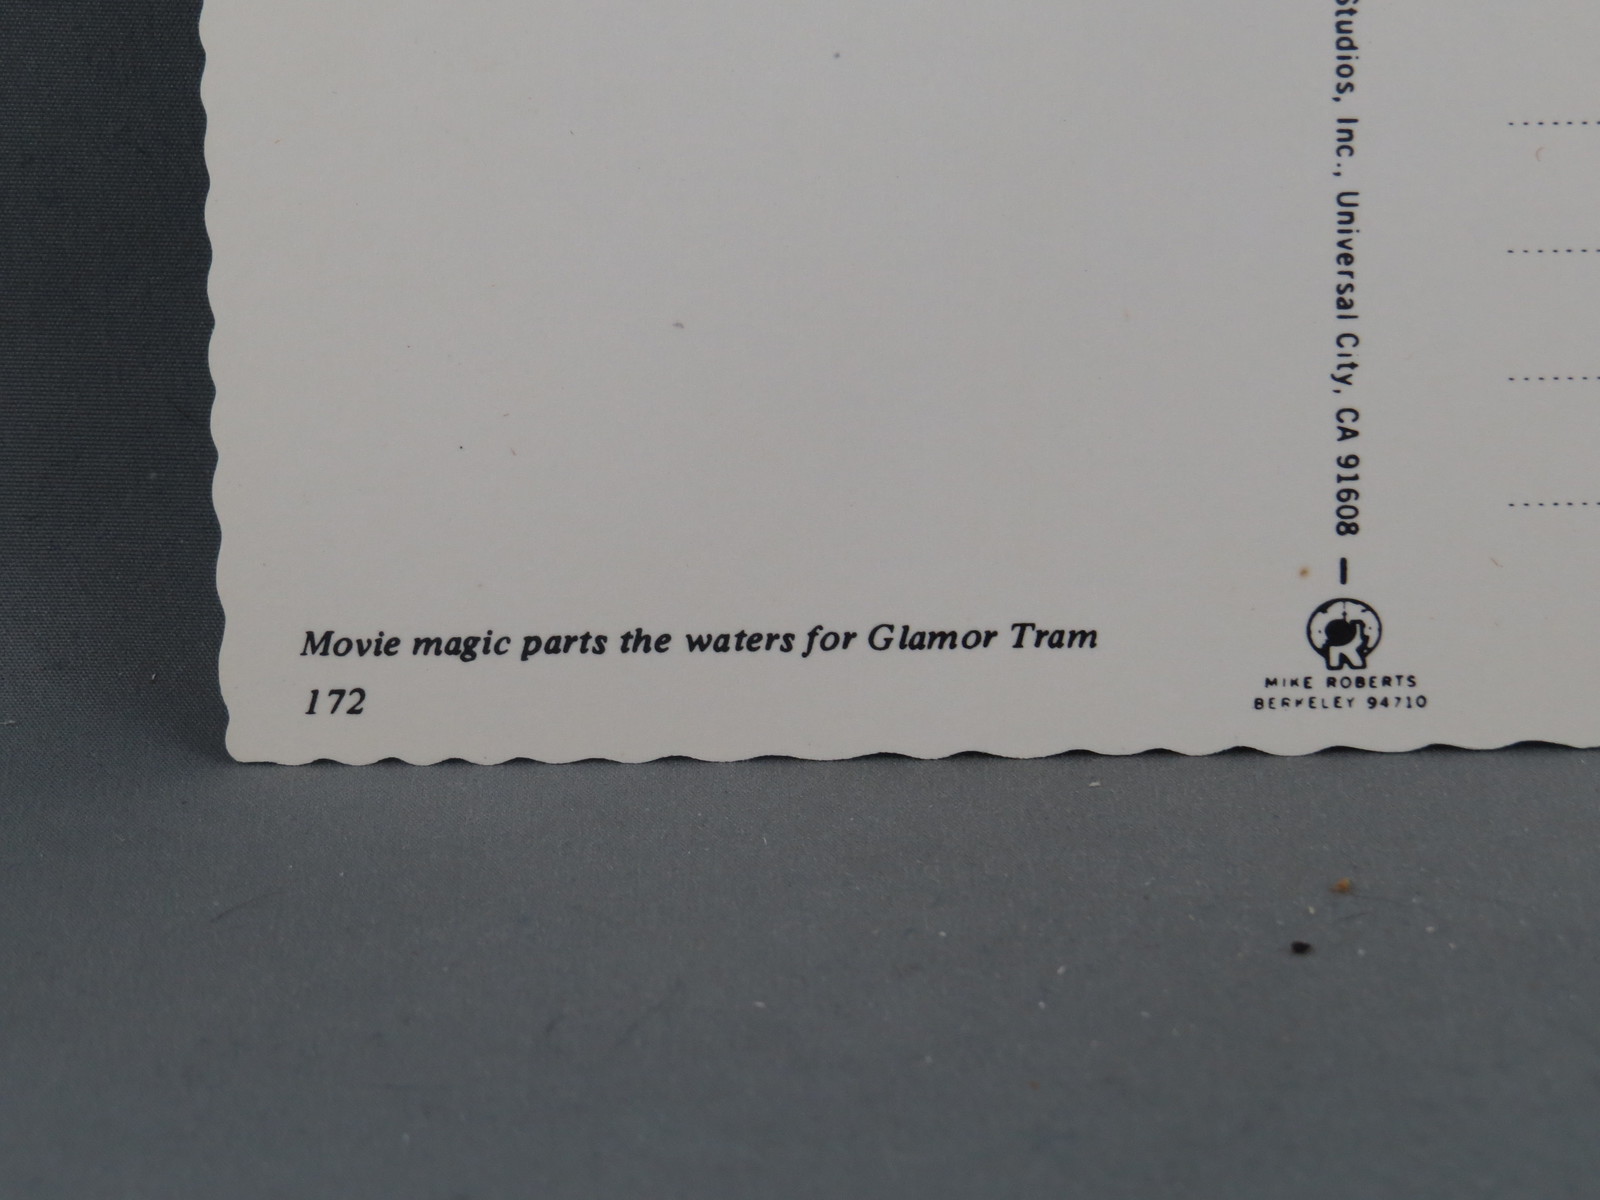 Movie magic parts the waters for Glamor Tram
172
Studios, Inc., Universal City, CA 91608 —
MIKE ROBERTS
BERKELEY 94710